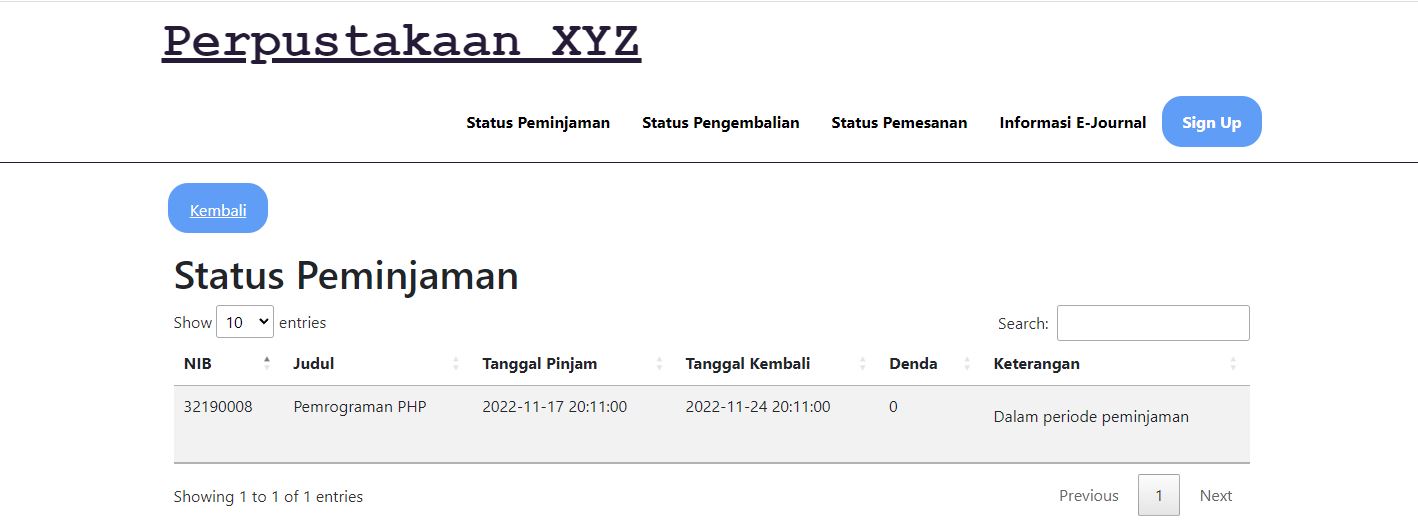 Perpustakaan XYZ
Status Peminjaman Status Pengembalian Status Pemesanan Informasi E-Journal Sign Up
Kembali
Status Peminjaman
Show 10 entries Search:
NIB Judul Tanggal Pinjam Tanggal Kembali Denda Keterangan
32190008 Pemrograman PHP 2022-11-17 20:11:00 2022-11-24 20:11:00 0 Dalam periode peminjaman
Showing 1 to 1 of 1 entries Previous 1 Next